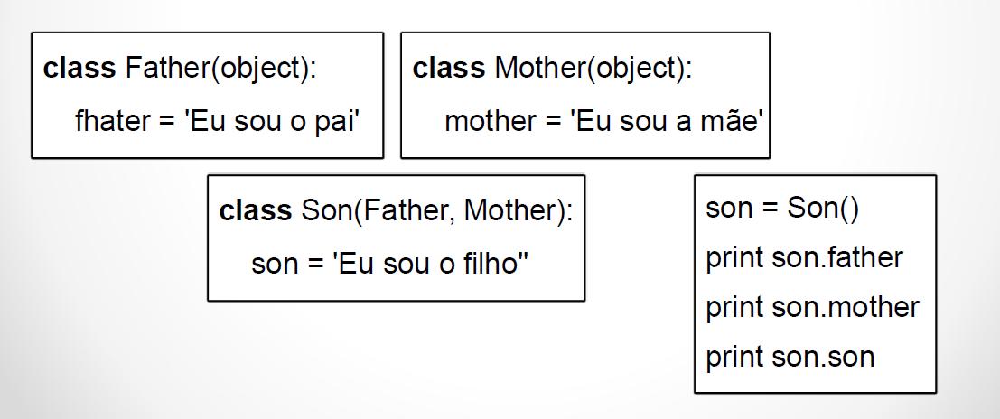 class Father(object):
fhater = 'Eu sou o pai'
class Mother(object):
mother = 'Eu sou a mãe'
class Son(Father, Mother):
son = 'Eu sou o filho"
son = Son()
print son.father
print son.mother
print son.son